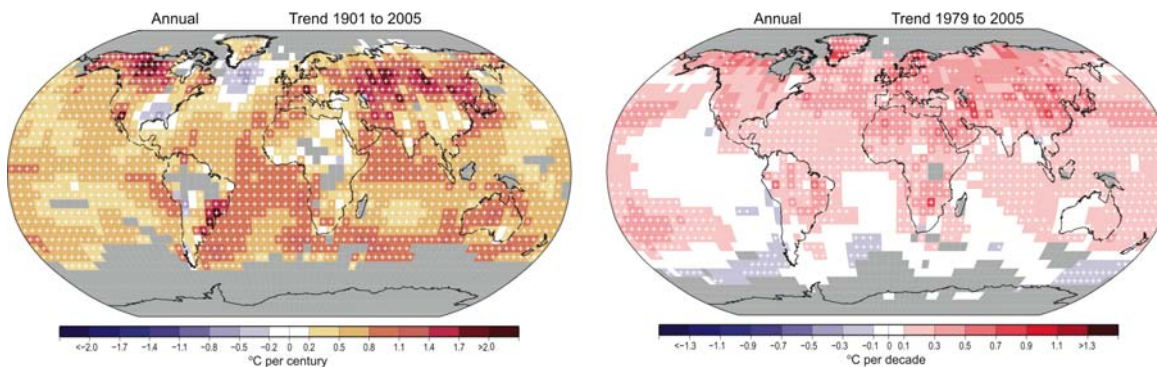 Annual Trend 1901 to 2005
<-2.0 -1.7 -1.4 -1.1 -0.8 -0.5 -0.2 0 0.2 0.5 0.8 1.1 1.4 1.7 >2.0
°C per century
Annual Trend 1979 to 2005
<-1.3 -1.1 -0.9 -0.7 -0.5 -0.3 -0.1 0 0.1 0.3 0.5 0.7 0.9 1.1 >1.3
°C per decade